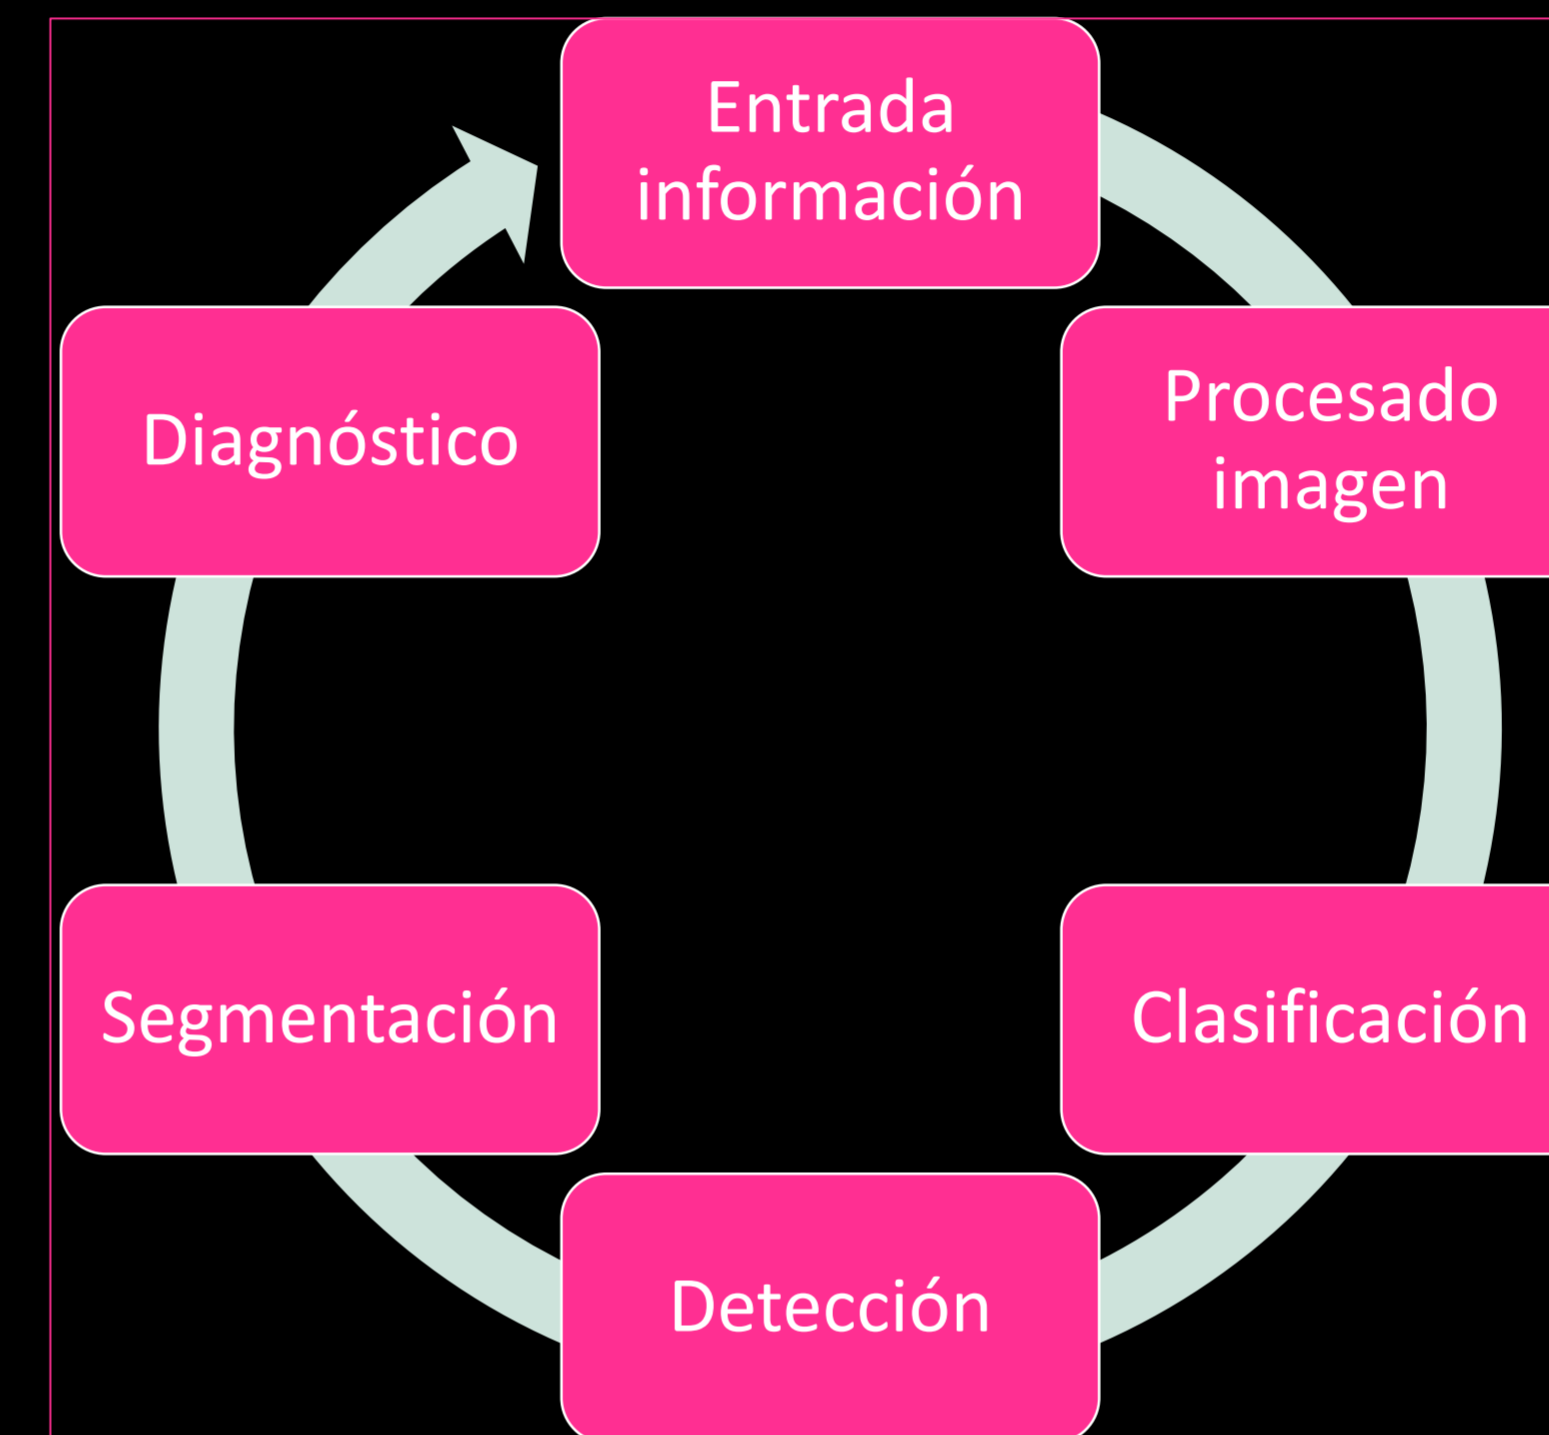 Entrada
información
Procesado
imagen
Clasificación
Detección
Segmentación
Diagnóstico